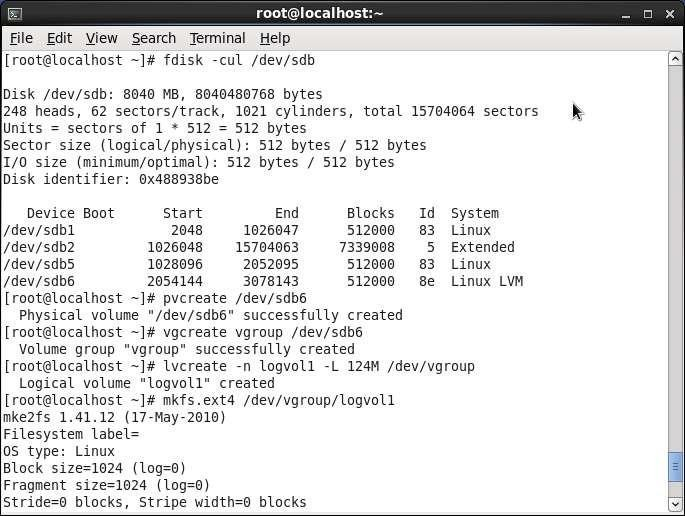 root@localhost:~
File Edit View Search Terminal Help
[root@localhost ~]# fdisk -cul /dev/sdb

Disk /dev/sdb: 8040 MB, 8040480768 bytes
248 heads, 62 sectors/track, 1021 cylinders, total 15704064 sectors
Units = sectors of 1 * 512 = 512 bytes
Sector size (logical/physical): 512 bytes / 512 bytes
I/O size (minimum/optimal): 512 bytes / 512 bytes
Disk identifier: 0x488938be

   Device Boot      Start         End      Blocks   Id  System
/dev/sdb1            2048     1026047      512000   83  Linux
/dev/sdb2         1026048    15704063     7339008    5  Extended
/dev/sdb5         1028096     2052095      512000   83  Linux
/dev/sdb6         2054144     3078143      512000   8e  Linux LVM
[root@localhost ~]# pvcreate /dev/sdb6
  Physical volume "/dev/sdb6" successfully created
[root@localhost ~]# vgcreate vgroup /dev/sdb6
  Volume group "vgroup" successfully created
[root@localhost ~]# lvcreate -n logvol1 -L 124M /dev/vgroup
  Logical volume "logvol1" created
[root@localhost ~]# mkfs.ext4 /dev/vgroup/logvol1
mke2fs 1.41.12 (17-May-2010)
Filesystem label=
OS type: Linux
Block size=1024 (log=0)
Fragment size=1024 (log=0)
Stride=0 blocks, Stripe width=0 blocks